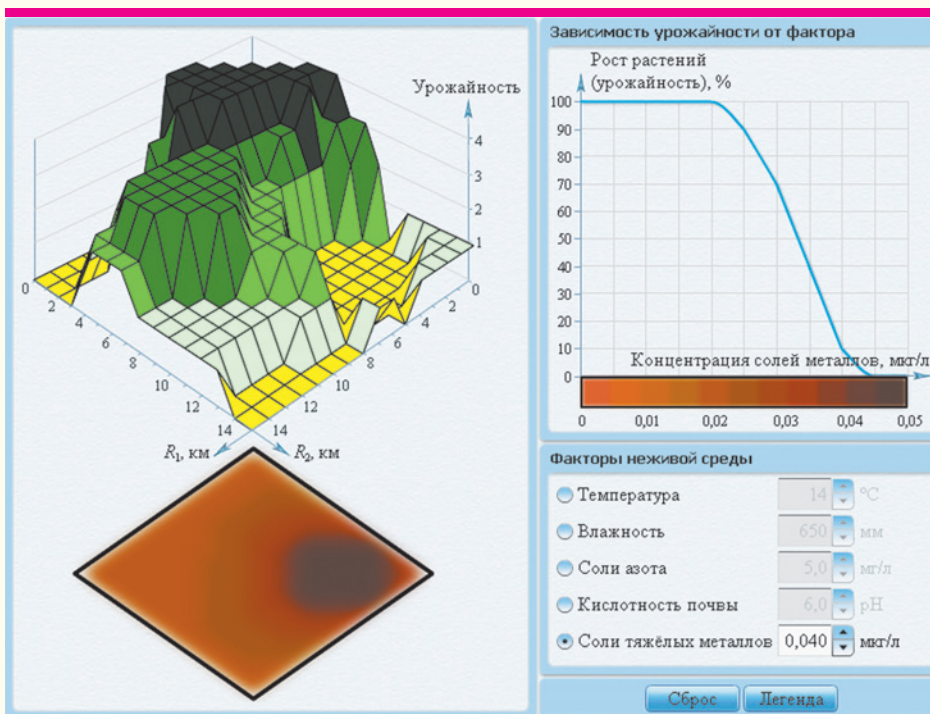 Урожайность
4
3
2
1
0
0
2
4
6
8
10
12
14
14
12
10
8
6
4
2
R₁, км
R₂, км
Зависимость урожайности от фактора
Рост растений
(урожайность), %
100
90
80
70
60
50
40
30
20
10
0
Концентрация солей металлов, мкг/л
0 0,01 0,02 0,03 0,04 0,05
Факторы неживой среды
Температура 14 °C
Влажность 650 мм
Соли азота 5,0 мг/л
Кислотность почвы 6,0 pH
Соли тяжёлых металлов 0,040 мкг/л
Сброс Легенда